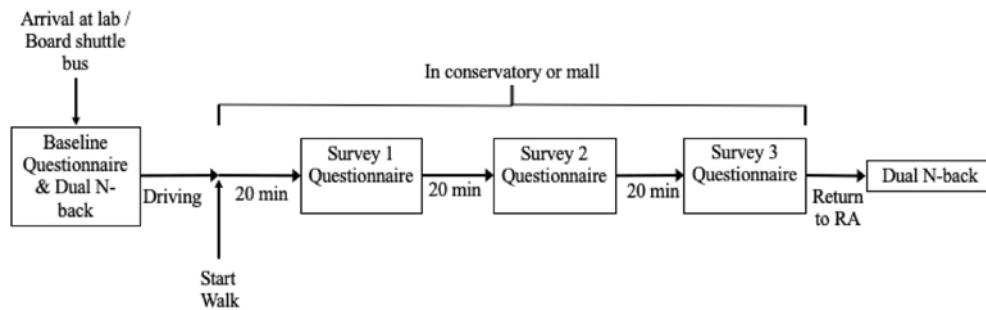 Arrival at lab /
Board shuttle
bus
In conservatory or mall
Baseline
Questionnaire
& Dual N-
back
Driving
20 min
Survey 1
Questionnaire
20 min
Survey 2
Questionnaire
20 min
Survey 3
Questionnaire
Return
to RA
Dual N-back
Start
Walk